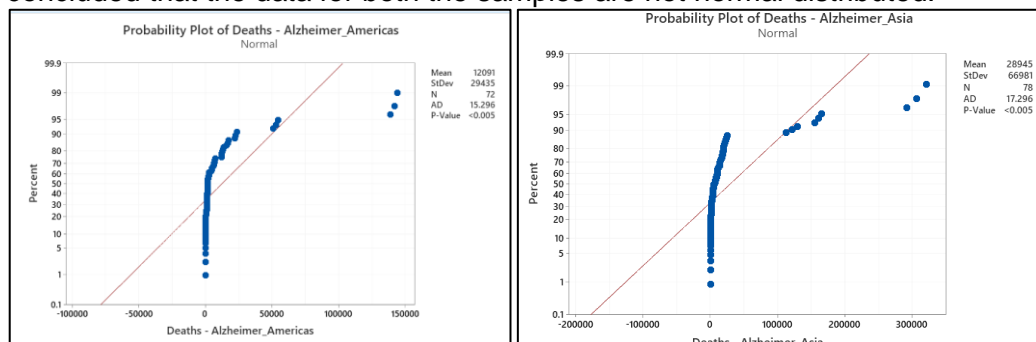 concluded that the data for both the samples are not normal distributed.
Probability Plot of Deaths - Alzheimer_Americas
Normal
99.9
99
95
90
80
70
60
50
40
30
20
10
5
1
0.1
Percent
-100000 -50000 0 50000 100000 150000
Deaths - Alzheimer_Americas
Mean 12091
StDev 29435
N 72
AD 15.296
P-Value <0.005
Probability Plot of Deaths - Alzheimer_Asia
Normal
99.9
99
95
90
80
70
60
50
40
30
20
10
5
1
0.1
Percent
-200000 -100000 0 100000 200000 300000
Deaths - Alzheimer_Asia
Mean 28945
StDev 66981
N 78
AD 17.296
P-Value <0.005